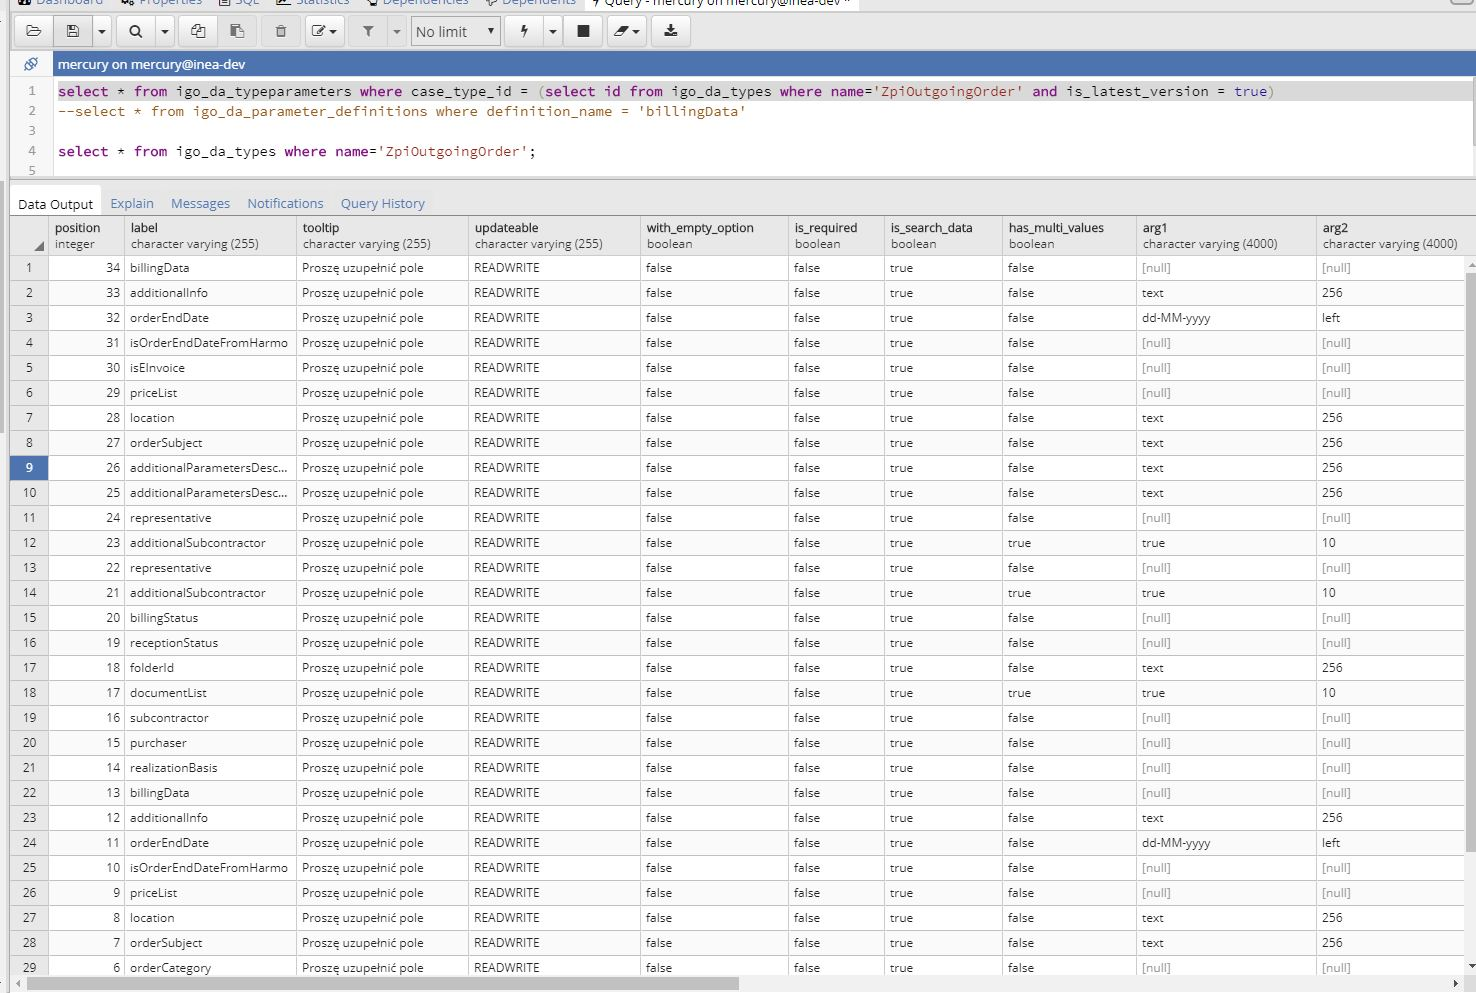 Dashboard Properties SQL Statistics Dependencies Dependents Query - mercury on mercury@inea-dev *
No limit
mercury on mercury@inea-dev
1 select * from igo_da_typeparameters where case_type_id = (select id from igo_da_types where name='ZpiOutgoingOrder' and is_latest_version = true)
2 --select * from igo_da_parameter_definitions where definition_name = 'billingData'
3
4 select * from igo_da_types where name='ZpiOutgoingOrder';
5
Data Output Explain Messages Notifications Query History
position label tooltip updateable with_empty_option is_required is_search_data has_multi_values arg1 arg2
integer character varying (255) character varying (255) character varying (255) boolean boolean boolean boolean character varying (4000) character varying (4000)
1 34 billingData Proszę uzupełnić pole READWRITE false false true false [null] [null]
2 33 additionalInfo Proszę uzupełnić pole READWRITE false false true false text 256
3 32 orderEndDate Proszę uzupełnić pole READWRITE false false true false dd-MM-yyyy left
4 31 isOrderEndDateFromHarmo Proszę uzupełnić pole READWRITE false false true false [null] [null]
5 30 isEInvoice Proszę uzupełnić pole READWRITE false false true false [null] [null]
6 29 priceList Proszę uzupełnić pole READWRITE false false true false [null] [null]
7 28 location Proszę uzupełnić pole READWRITE false false true false text 256
8 27 orderSubject Proszę uzupełnić pole READWRITE false false true false text 256
9 26 additionalParametersDesc... Proszę uzupełnić pole READWRITE false false true false text 256
10 25 additionalParametersDesc... Proszę uzupełnić pole READWRITE false false true false text 256
11 24 representative Proszę uzupełnić pole READWRITE false false true false [null] [null]
12 23 additionalSubcontractor Proszę uzupełnić pole READWRITE false false true true true 10
13 22 representative Proszę uzupełnić pole READWRITE false false true false [null] [null]
14 21 additionalSubcontractor Proszę uzupełnić pole READWRITE false false true true true 10
15 20 billingStatus Proszę uzupełnić pole READWRITE false false true false [null] [null]
16 19 receptionStatus Proszę uzupełnić pole READWRITE false false true false [null] [null]
17 18 folderId Proszę uzupełnić pole READWRITE false false true false text 256
18 17 documentList Proszę uzupełnić pole READWRITE false false true true true 10
19 16 subcontractor Proszę uzupełnić pole READWRITE false false true false [null] [null]
20 15 purchaser Proszę uzupełnić pole READWRITE false false true false [null] [null]
21 14 realizationBasis Proszę uzupełnić pole READWRITE false false true false [null] [null]
22 13 billingData Proszę uzupełnić pole READWRITE false false true false [null] [null]
23 12 additionalInfo Proszę uzupełnić pole READWRITE false false true false text 256
24 11 orderEndDate Proszę uzupełnić pole READWRITE false false true false dd-MM-yyyy left
25 10 isOrderEndDateFromHarmo Proszę uzupełnić pole READWRITE false false true false [null] [null]
26 9 priceList Proszę uzupełnić pole READWRITE false false true false [null] [null]
27 8 location Proszę uzupełnić pole READWRITE false false true false text 256
28 7 orderSubject Proszę uzupełnić pole READWRITE false false true false text 256
29 6 orderCategory Proszę uzupełnić pole READWRITE false false true false [null] [null]